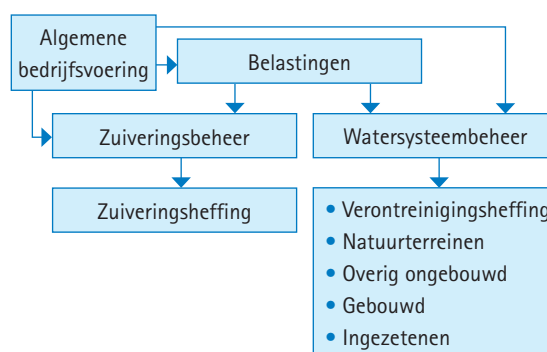 Algemene
bedrijfsvoering
Belastingen
Zuiveringsbeheer
Watersysteembeheer
Zuiveringsheffing
• Verontreinigingsheffing
• Natuurterreinen
• Overig ongebouwd
• Gebouwd
• Ingezetenen